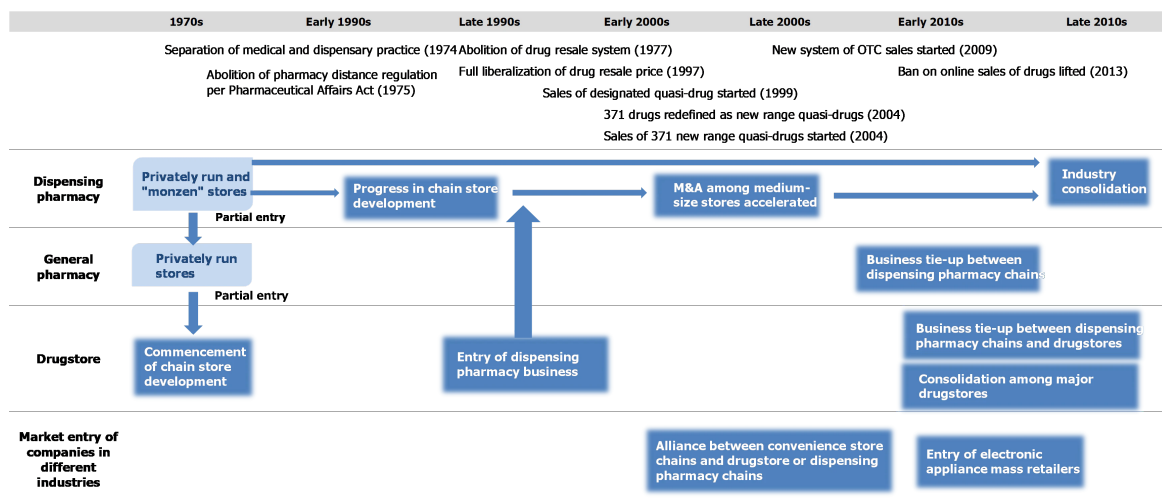 1970s
Early 1990s
Late 1990s
Early 2000s
Late 2000s
Early 2010s
Late 2010s
Separation of medical and dispensary practice (1974
Abolition of drug resale system (1977)
New system of OTC sales started (2009)
Abolition of pharmacy distance regulation
per Pharmaceutical Affairs Act (1975)
Full liberalization of drug resale price (1997)
Ban on online sales of drugs lifted (2013)
Sales of designated quasi-drug started (1999)
371 drugs redefined as new range quasi-drugs (2004)
Sales of 371 new range quasi-drugs started (2004)
Dispensing
pharmacy
Privately run and
"monzen" stores
Progress in chain store
development
M&A among medium-
size stores accelerated
Industry
consolidation
Partial entry
General
pharmacy
Privately run
stores
Business tie-up between
dispensing pharmacy chains
Partial entry
Drugstore
Commencement
of chain store
development
Entry of dispensing
pharmacy business
Business tie-up between dispensing
pharmacy chains and drugstores
Consolidation among major
drugstores
Market entry of
companies in
different
industries
Alliance between convenience store
chains and drugstore or dispensing
pharmacy chains
Entry of electronic
appliance mass retailers